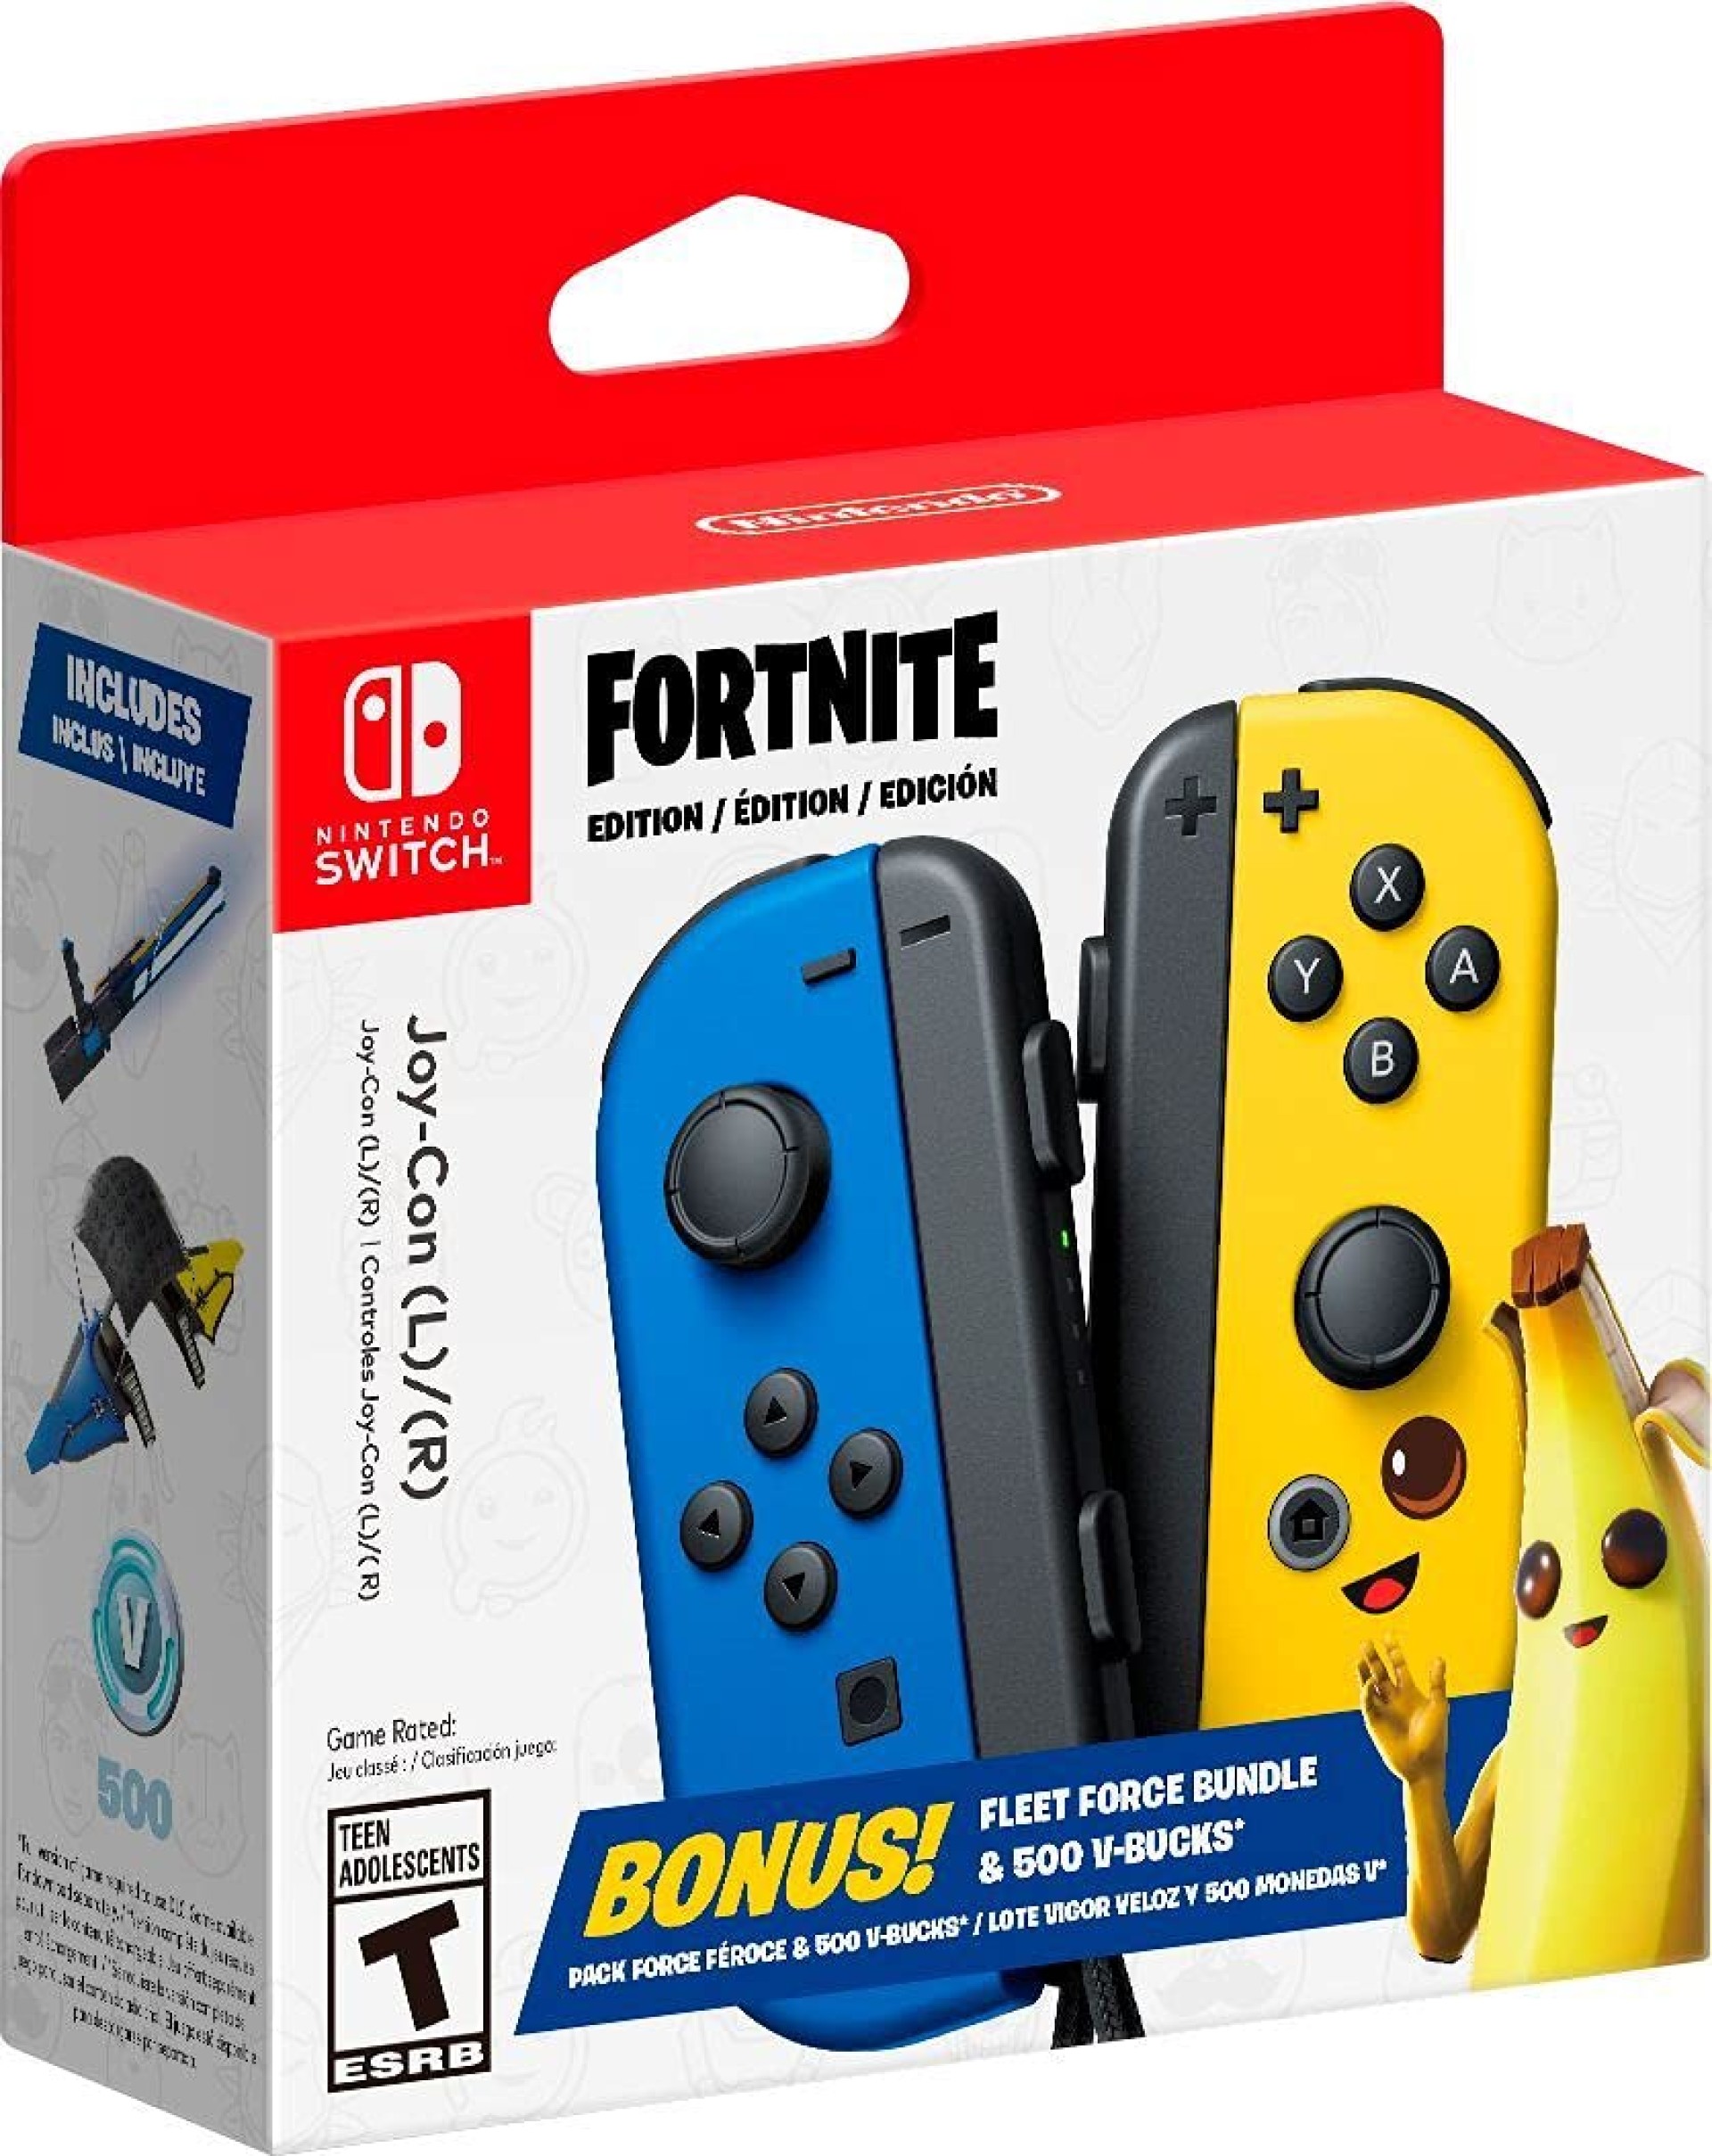 Nintendo
INCLUDES
INCLUS \ INCLUYE
NINTENDO
SWITCH™
FORTNITE
EDITION / ÉDITION / EDICIÓN
Joy-Con (L)/(R)
Joy-Con (L)/(R) | Controles Joy-Con (L)/(R)
X
Y
A
B
V
500
Game Rated:
Jeu classé : / Clasificación juego:
TEEN
ADOLESCENTS
T
ESRB
BONUS!
FLEET FORCE BUNDLE
& 500 V-BUCKS*
PACK FORCE FÉROCE & 500 V-BUCKS* / LOTE VIGOR VELOZ Y 500 MONEDAS V*